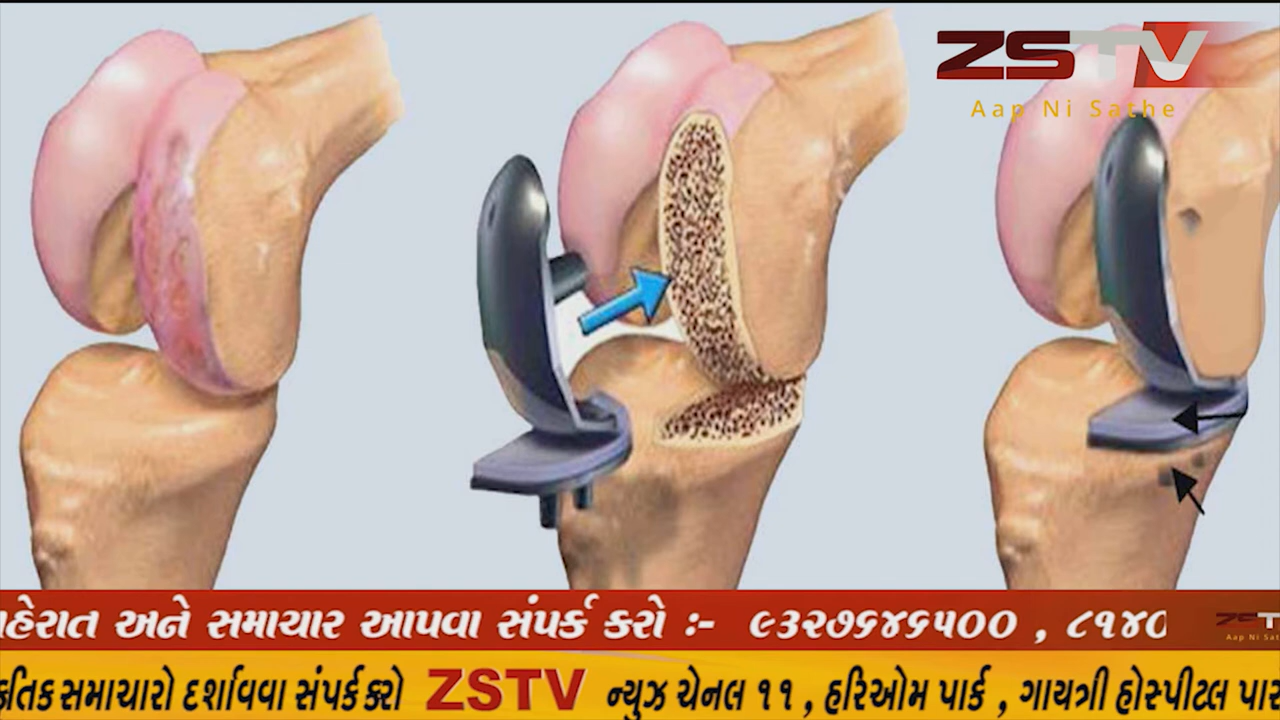 ZSTV
Aap Ni Sathe
અને સમાચાર આપવા સંપર્ક કરો :- ૯૩૨૭૬૪૬૫૦૦ , ૮૧૪૦
ZSTV
Aap Ni
સમાચારો દર્શાવવા સંપર્ક કરો ZSTV ન્યુઝ ચેનલ ૧૧ , હરિઓમ પાર્ક , ગાયત્રી હોસ્પીટલ પાસ